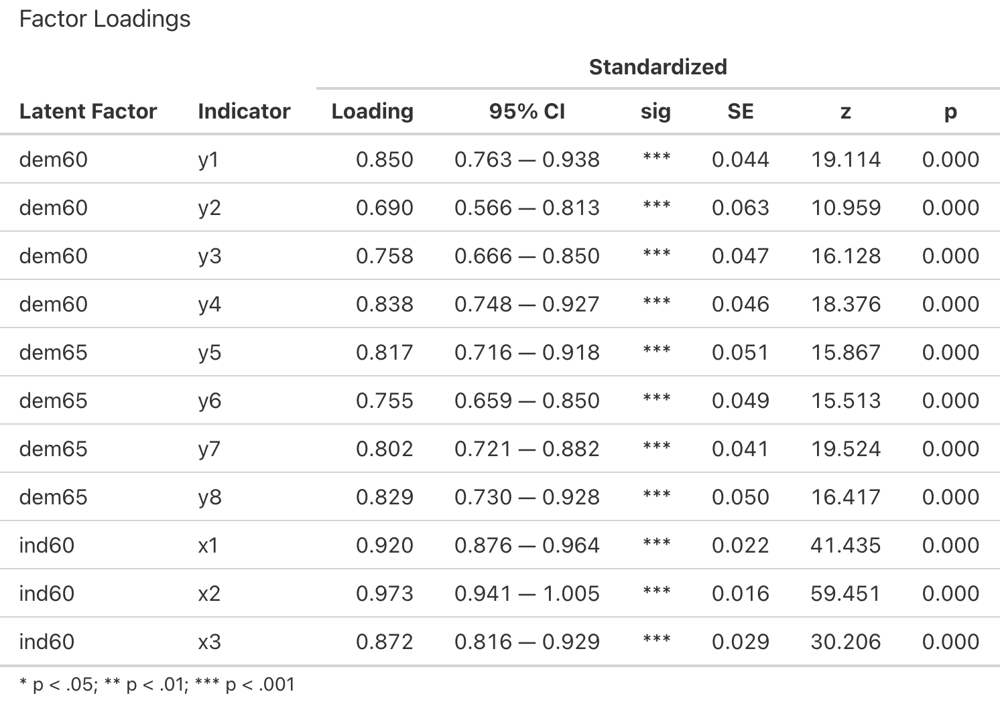 Factor Loadings
Standardized
Latent Factor Indicator Loading 95% CI sig SE z p
dem60 y1 0.850 0.763 — 0.938 *** 0.044 19.114 0.000
dem60 y2 0.690 0.566 — 0.813 *** 0.063 10.959 0.000
dem60 y3 0.758 0.666 — 0.850 *** 0.047 16.128 0.000
dem60 y4 0.838 0.748 — 0.927 *** 0.046 18.376 0.000
dem65 y5 0.817 0.716 — 0.918 *** 0.051 15.867 0.000
dem65 y6 0.755 0.659 — 0.850 *** 0.049 15.513 0.000
dem65 y7 0.802 0.721 — 0.882 *** 0.041 19.524 0.000
dem65 y8 0.829 0.730 — 0.928 *** 0.050 16.417 0.000
ind60 x1 0.920 0.876 — 0.964 *** 0.022 41.435 0.000
ind60 x2 0.973 0.941 — 1.005 *** 0.016 59.451 0.000
ind60 x3 0.872 0.816 — 0.929 *** 0.029 30.206 0.000
* p < .05; ** p < .01; *** p < .001